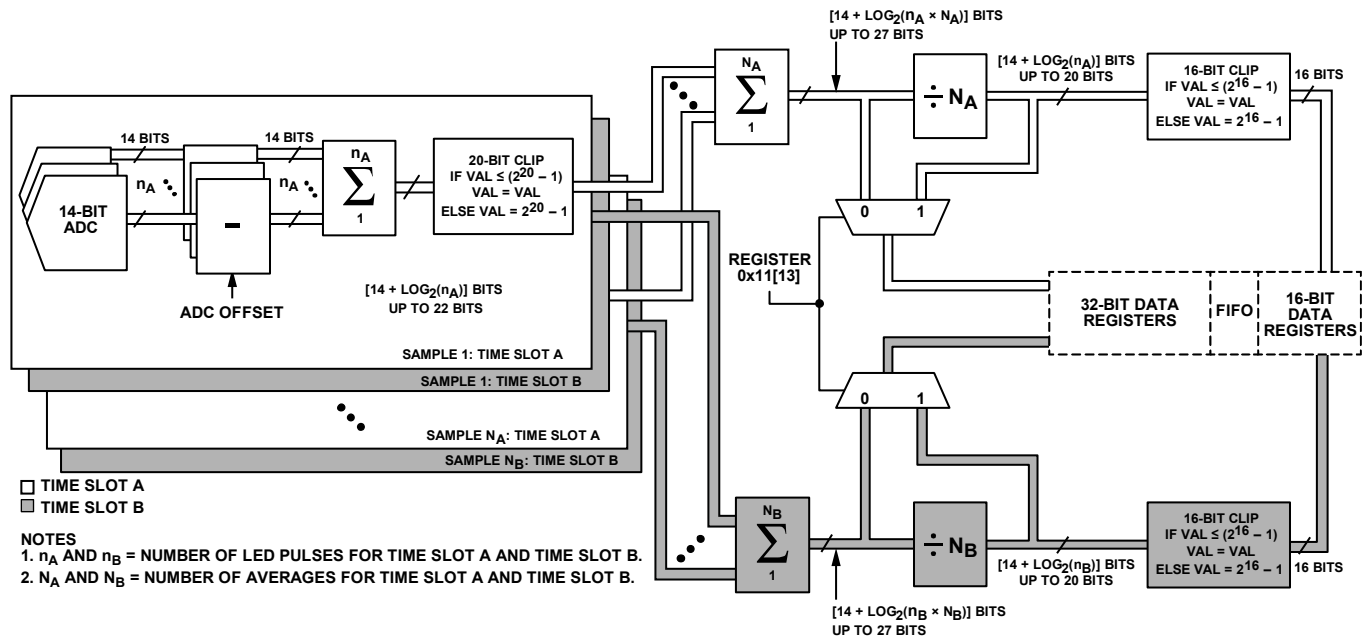 [14 + LOG2(nA × NA)] BITS
UP TO 27 BITS
NA
Σ
1
÷ NA
[14 + LOG2(nA)] BITS
UP TO 20 BITS
16-BIT CLIP
IF VAL ≤ (2^16 – 1)
VAL = VAL
ELSE VAL = 2^16 – 1
16 BITS
14 BITS
14 BITS
nA
nA
14-BIT
ADC
–
ADC OFFSET
nA
Σ
1
20-BIT CLIP
IF VAL ≤ (2^20 – 1)
VAL = VAL
ELSE VAL = 2^20 – 1
[14 + LOG2(nA)] BITS
UP TO 22 BITS
SAMPLE 1: TIME SLOT A
SAMPLE 1: TIME SLOT B
SAMPLE NA: TIME SLOT A
SAMPLE NB: TIME SLOT B
0 1
REGISTER
0x11[13]
32-BIT DATA
REGISTERS
FIFO
16-BIT
DATA
REGISTERS
0 1
NB
Σ
1
÷ NB
[14 + LOG2(nB)] BITS
UP TO 20 BITS
16-BIT CLIP
IF VAL ≤ (2^16 – 1)
VAL = VAL
ELSE VAL = 2^16 – 1
16 BITS
[14 + LOG2(nB × NB)] BITS
UP TO 27 BITS
TIME SLOT A
TIME SLOT B
NOTES
1. nA AND nB = NUMBER OF LED PULSES FOR TIME SLOT A AND TIME SLOT B.
2. NA AND NB = NUMBER OF AVERAGES FOR TIME SLOT A AND TIME SLOT B.